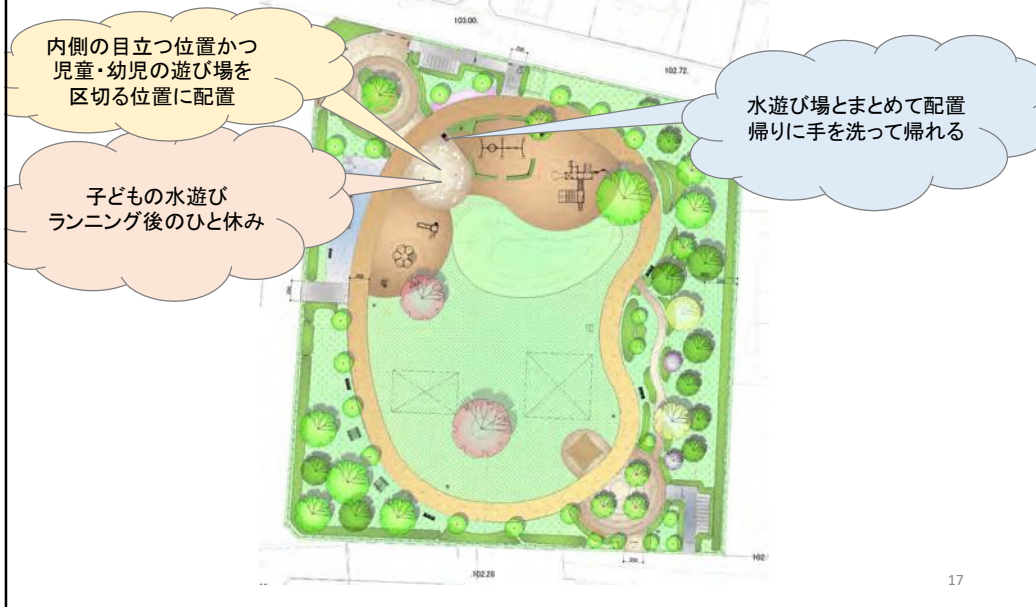 内側の目立つ位置かつ
児童・幼児の遊び場を
区切る位置に配置
子どもの水遊び
ランニング後のひと休み
水遊び場とまとめて配置
帰りに手を洗って帰れる
103.00.
102.72.
102.28
102
17